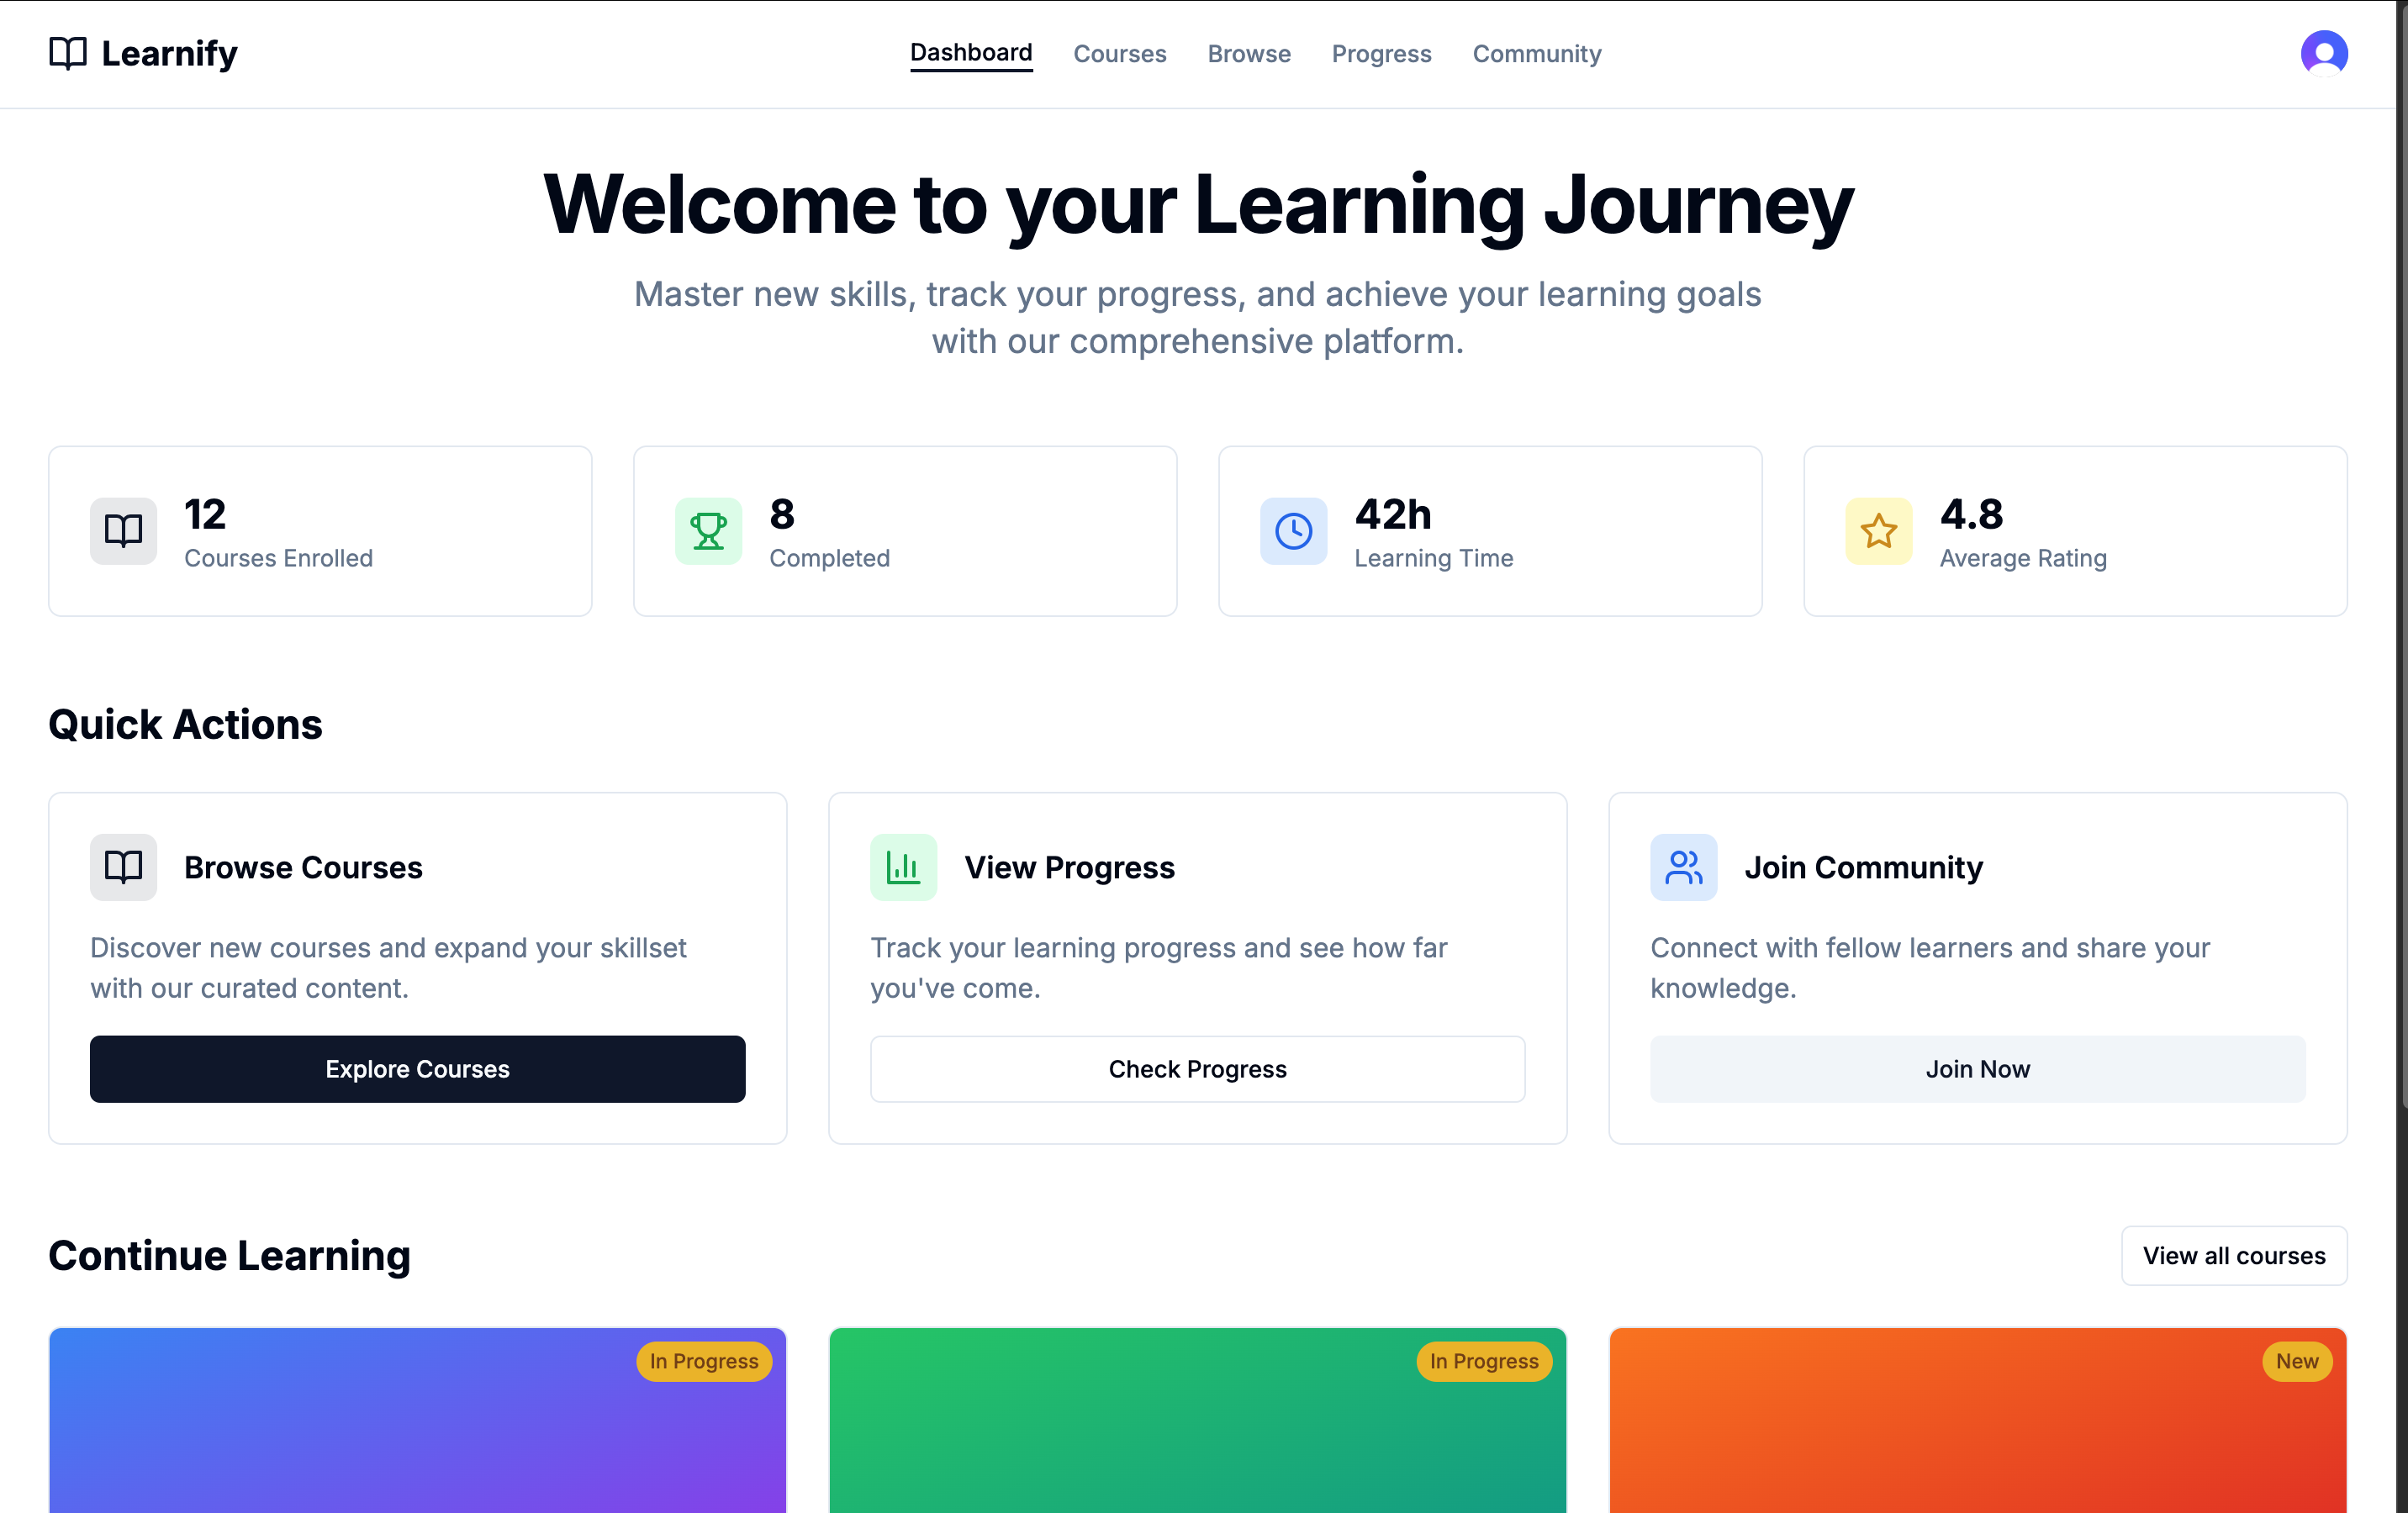 Learnify
Dashboard
Courses
Browse
Progress
Community
Welcome to your Learning Journey
Master new skills, track your progress, and achieve your learning goals
with our comprehensive platform.
12
Courses Enrolled
8
Completed
42h
Learning Time
4.8
Average Rating
Quick Actions
Browse Courses
Discover new courses and expand your skillset
with our curated content.
Explore Courses
View Progress
Track your learning progress and see how far
you've come.
Check Progress
Join Community
Connect with fellow learners and share your
knowledge.
Join Now
Continue Learning
View all courses
In Progress
In Progress
New